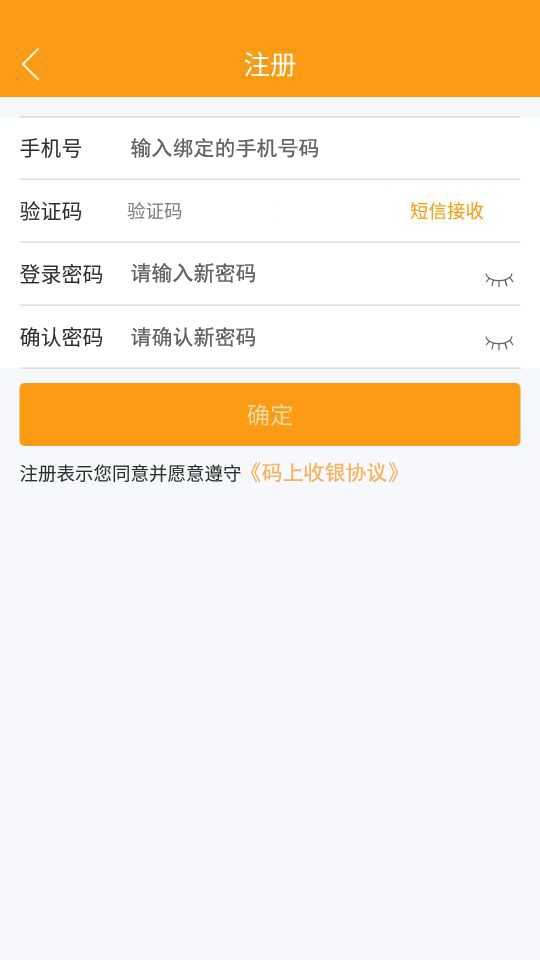 注册
手机号 输入绑定的手机号码
验证码 验证码 短信接收
登录密码 请输入新密码
确认密码 请确认新密码
确定
注册表示您同意并愿意遵守《码上收银协议》